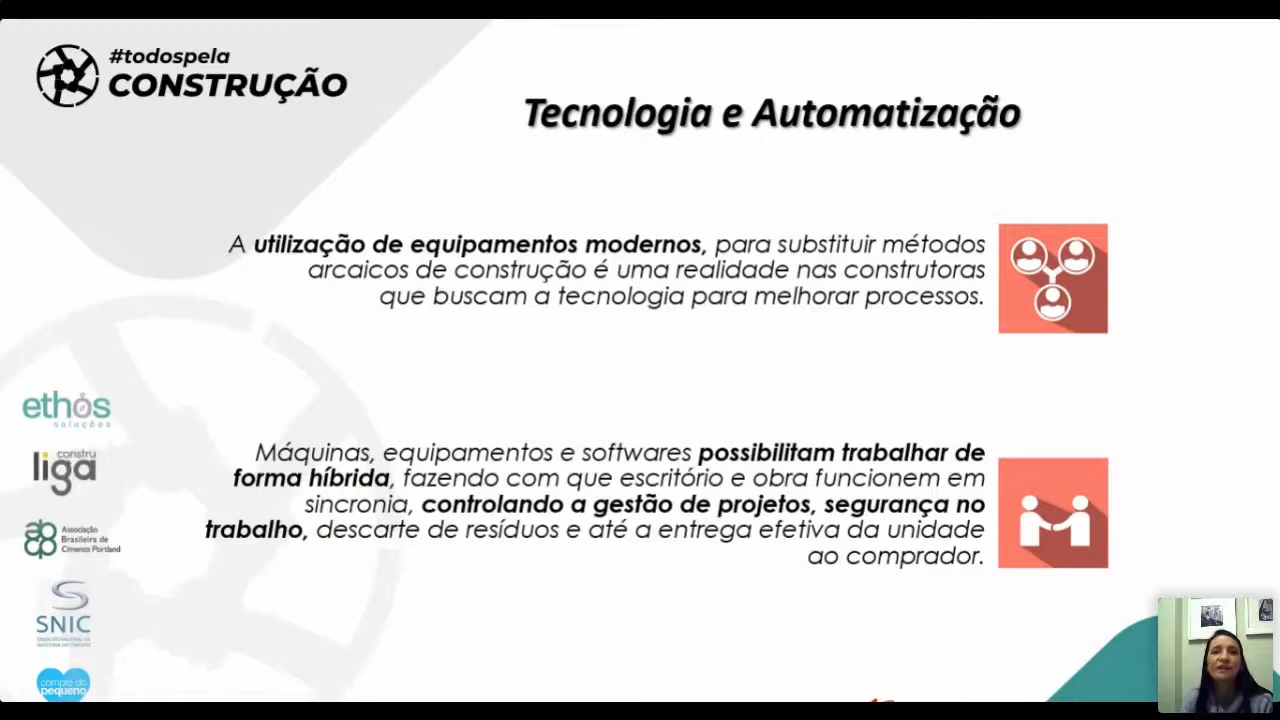 #todospela
CONSTRUÇÃO
Tecnologia e Automatização
A utilização de equipamentos modernos, para substituir métodos
arcaicos de construção é uma realidade nas construtoras
que buscam a tecnologia para melhorar processos.
Máquinas, equipamentos e softwares possibilitam trabalhar de
forma híbrida, fazendo com que escritório e obra funcionem em
sincronia, controlando a gestão de projetos, segurança no
trabalho, descarte de resíduos e até a entrega efetiva da unidade
ao comprador.
ethos
soluções
constru
liga
Associação
Brasileira de
Cimento Portland
SNIC
compre do
pequeno